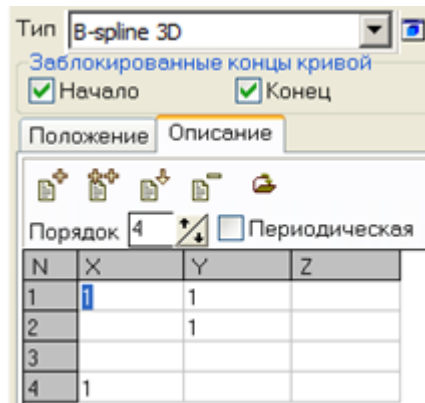 Тип B-spline 3D
Заблокированные концы кривой
Начало Конец
Положение Описание
Порядок 4 Периодическая
N X Y Z
1 1 1
2 1
3
4 1